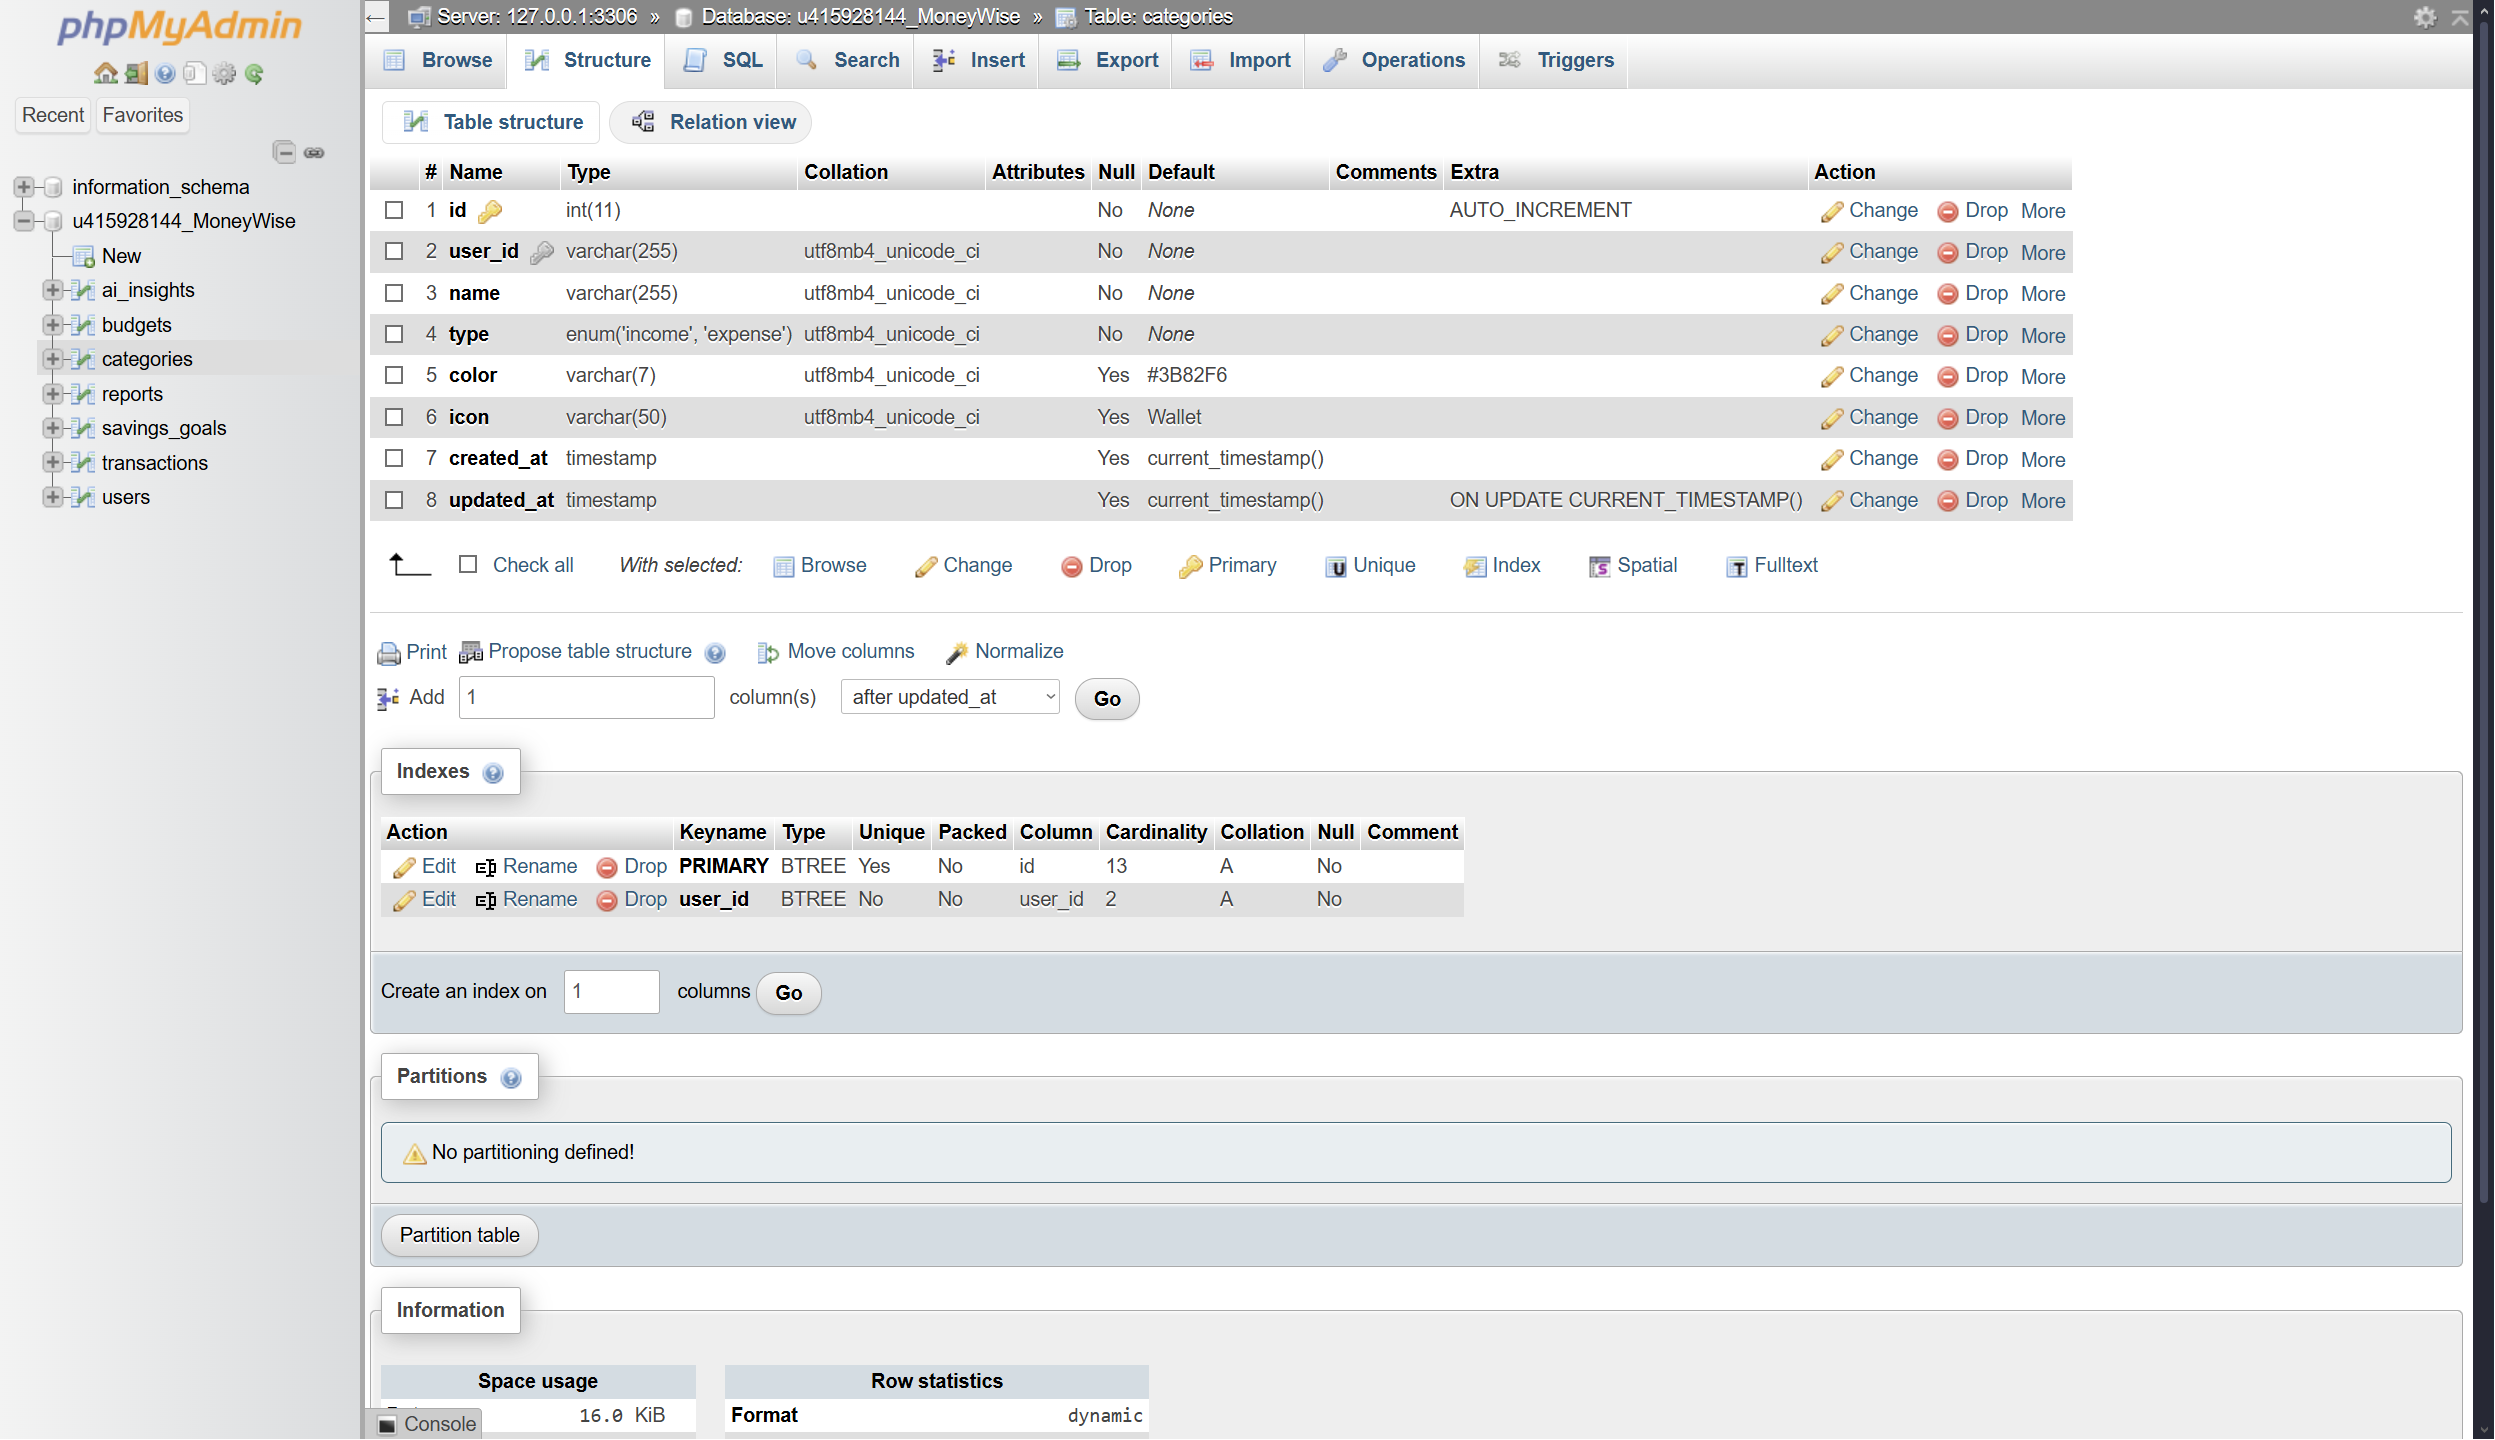 phpMyAdmin
Recent Favorites
information_schema
u415928144_MoneyWise
New
ai_insights
budgets
categories
reports
savings_goals
transactions
users
Server: 127.0.0.1:3306 » Database: u415928144_MoneyWise » Table: categories
Browse Structure SQL Search Insert Export Import Operations Triggers
Table structure Relation view
# Name Type Collation Attributes Null Default Comments Extra Action
1 id int(11) No None AUTO_INCREMENT Change Drop More
2 user_id varchar(255) utf8mb4_unicode_ci No None Change Drop More
3 name varchar(255) utf8mb4_unicode_ci No None Change Drop More
4 type enum('income', 'expense') utf8mb4_unicode_ci No None Change Drop More
5 color varchar(7) utf8mb4_unicode_ci Yes #3B82F6 Change Drop More
6 icon varchar(50) utf8mb4_unicode_ci Yes Wallet Change Drop More
7 created_at timestamp Yes current_timestamp() Change Drop More
8 updated_at timestamp Yes current_timestamp() ON UPDATE CURRENT_TIMESTAMP() Change Drop More
Check all With selected: Browse Change Drop Primary Unique Index Spatial Fulltext
Print Propose table structure Move columns Normalize
Add 1 column(s) after updated_at Go
Indexes
Action Keyname Type Unique Packed Column Cardinality Collation Null Comment
Edit Rename Drop PRIMARY BTREE Yes No id 13 A No
Edit Rename Drop user_id BTREE No No user_id 2 A No
Create an index on 1 columns Go
Partitions
No partitioning defined!
Partition table
Information
Space usage Row statistics
16.0 KiB Format dynamic
Console